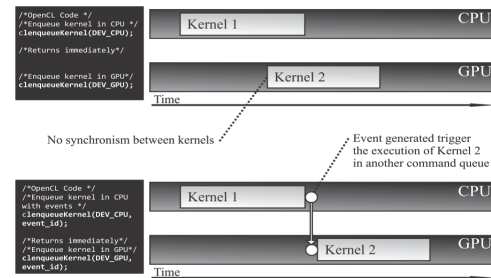 /*OpenCL Code */
/*Enqueue kernel in CPU*/
clenqueueKernel(DEV_CPU);
/*Returns immediately*/
/*Enqueue kernel in GPU*/
clenqueueKernel(DEV_GPU);
Kernel 1
CPU
Kernel 2
GPU
Time
No synchronism between kernels
Event generated trigger
the execution of Kernel 2
in another command queue
/*OpenCL Code */
/*Enqueue kernel in CPU
with events */
clenqueueKernel(DEV_CPU,
event_id);
/*Returns immediately*/
/*Enqueue kernel in GPU*/
clenqueueKernel(DEV_GPU,
event_id);
Kernel 1
CPU
Kernel 2
GPU
Time